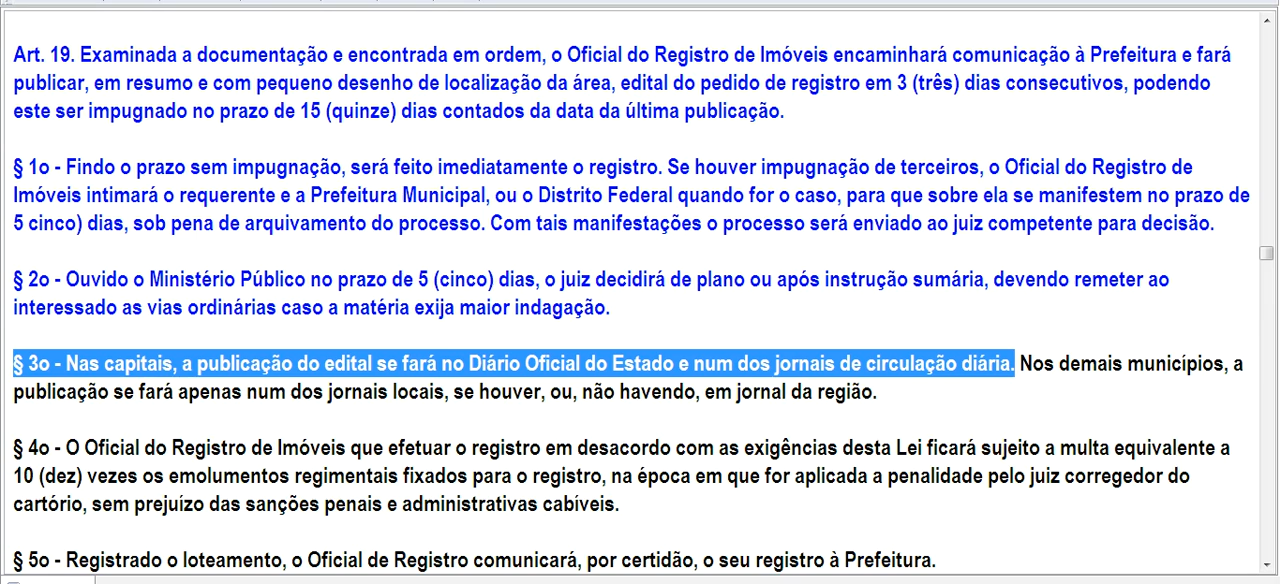 Art. 19. Examinada a documentação e encontrada em ordem, o Oficial do Registro de Imóveis encaminhará comunicação à Prefeitura e fará
publicar, em resumo e com pequeno desenho de localização da área, edital do pedido de registro em 3 (três) dias consecutivos, podendo
este ser impugnado no prazo de 15 (quinze) dias contados da data da última publicação.
§ 1o - Findo o prazo sem impugnação, será feito imediatamente o registro. Se houver impugnação de terceiros, o Oficial do Registro de
Imóveis intimará o requerente e a Prefeitura Municipal, ou o Distrito Federal quando for o caso, para que sobre ela se manifestem no prazo de
5 cinco) dias, sob pena de arquivamento do processo. Com tais manifestações o processo será enviado ao juiz competente para decisão.
§ 2o - Ouvido o Ministério Público no prazo de 5 (cinco) dias, o juiz decidirá de plano ou após instrução sumária, devendo remeter ao
interessado as vias ordinárias caso a matéria exija maior indagação.
§ 3o - Nas capitais, a publicação do edital se fará no Diário Oficial do Estado e num dos jornais de circulação diária. Nos demais municípios, a
publicação se fará apenas num dos jornais locais, se houver, ou, não havendo, em jornal da região.
§ 4o - O Oficial do Registro de Imóveis que efetuar o registro em desacordo com as exigências desta Lei ficará sujeito a multa equivalente a
10 (dez) vezes os emolumentos regimentais fixados para o registro, na época em que for aplicada a penalidade pelo juiz corregedor do
cartório, sem prejuízo das sanções penais e administrativas cabíveis.
§ 5o - Registrado o loteamento, o Oficial de Registro comunicará, por certidão, o seu registro à Prefeitura.